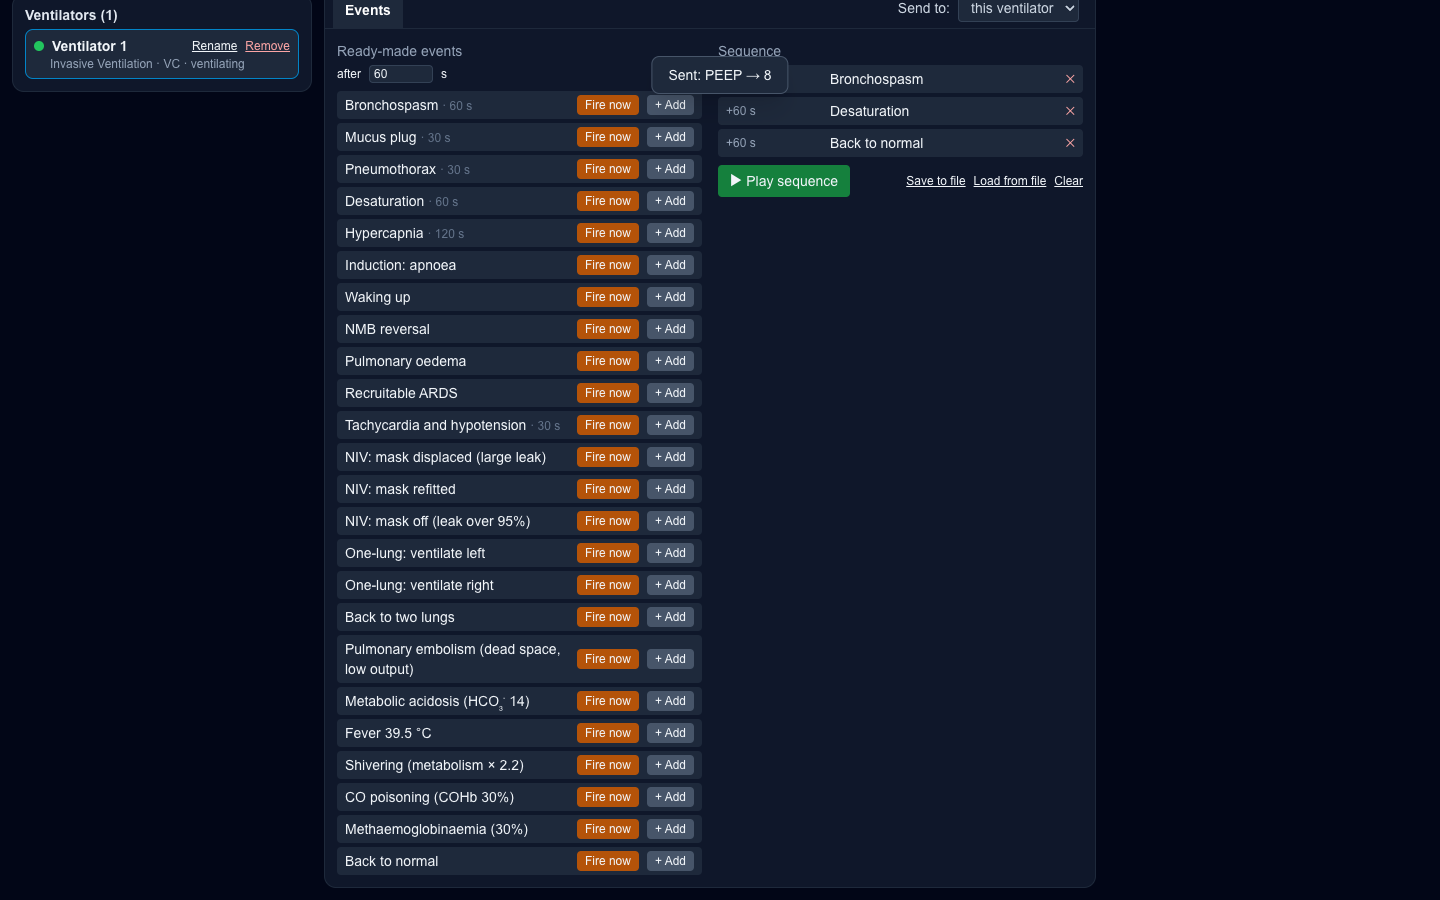 Ventilators (1)
Ventilator 1 Rename Remove
Invasive Ventilation · VC · ventilating
Events
Send to: this ventilator
Ready-made events
after 60 s
Bronchospasm · 60 s Fire now + Add
Mucus plug · 30 s Fire now + Add
Pneumothorax · 30 s Fire now + Add
Desaturation · 60 s Fire now + Add
Hypercapnia · 120 s Fire now + Add
Induction: apnoea Fire now + Add
Waking up Fire now + Add
NMB reversal Fire now + Add
Pulmonary oedema Fire now + Add
Recruitable ARDS Fire now + Add
Tachycardia and hypotension · 30 s Fire now + Add
NIV: mask displaced (large leak) Fire now + Add
NIV: mask refitted Fire now + Add
NIV: mask off (leak over 95%) Fire now + Add
One-lung: ventilate left Fire now + Add
One-lung: ventilate right Fire now + Add
Back to two lungs Fire now + Add
Pulmonary embolism (dead space,
low output) Fire now + Add
Metabolic acidosis (HCO₃⁻ 14) Fire now + Add
Fever 39.5 °C Fire now + Add
Shivering (metabolism × 2.2) Fire now + Add
CO poisoning (COHb 30%) Fire now + Add
Methaemoglobinaemia (30%) Fire now + Add
Back to normal Fire now + Add
Sequence
Sent: PEEP → 8
Bronchospasm ×
+60 s Desaturation ×
+60 s Back to normal ×
▶ Play sequence Save to file Load from file Clear